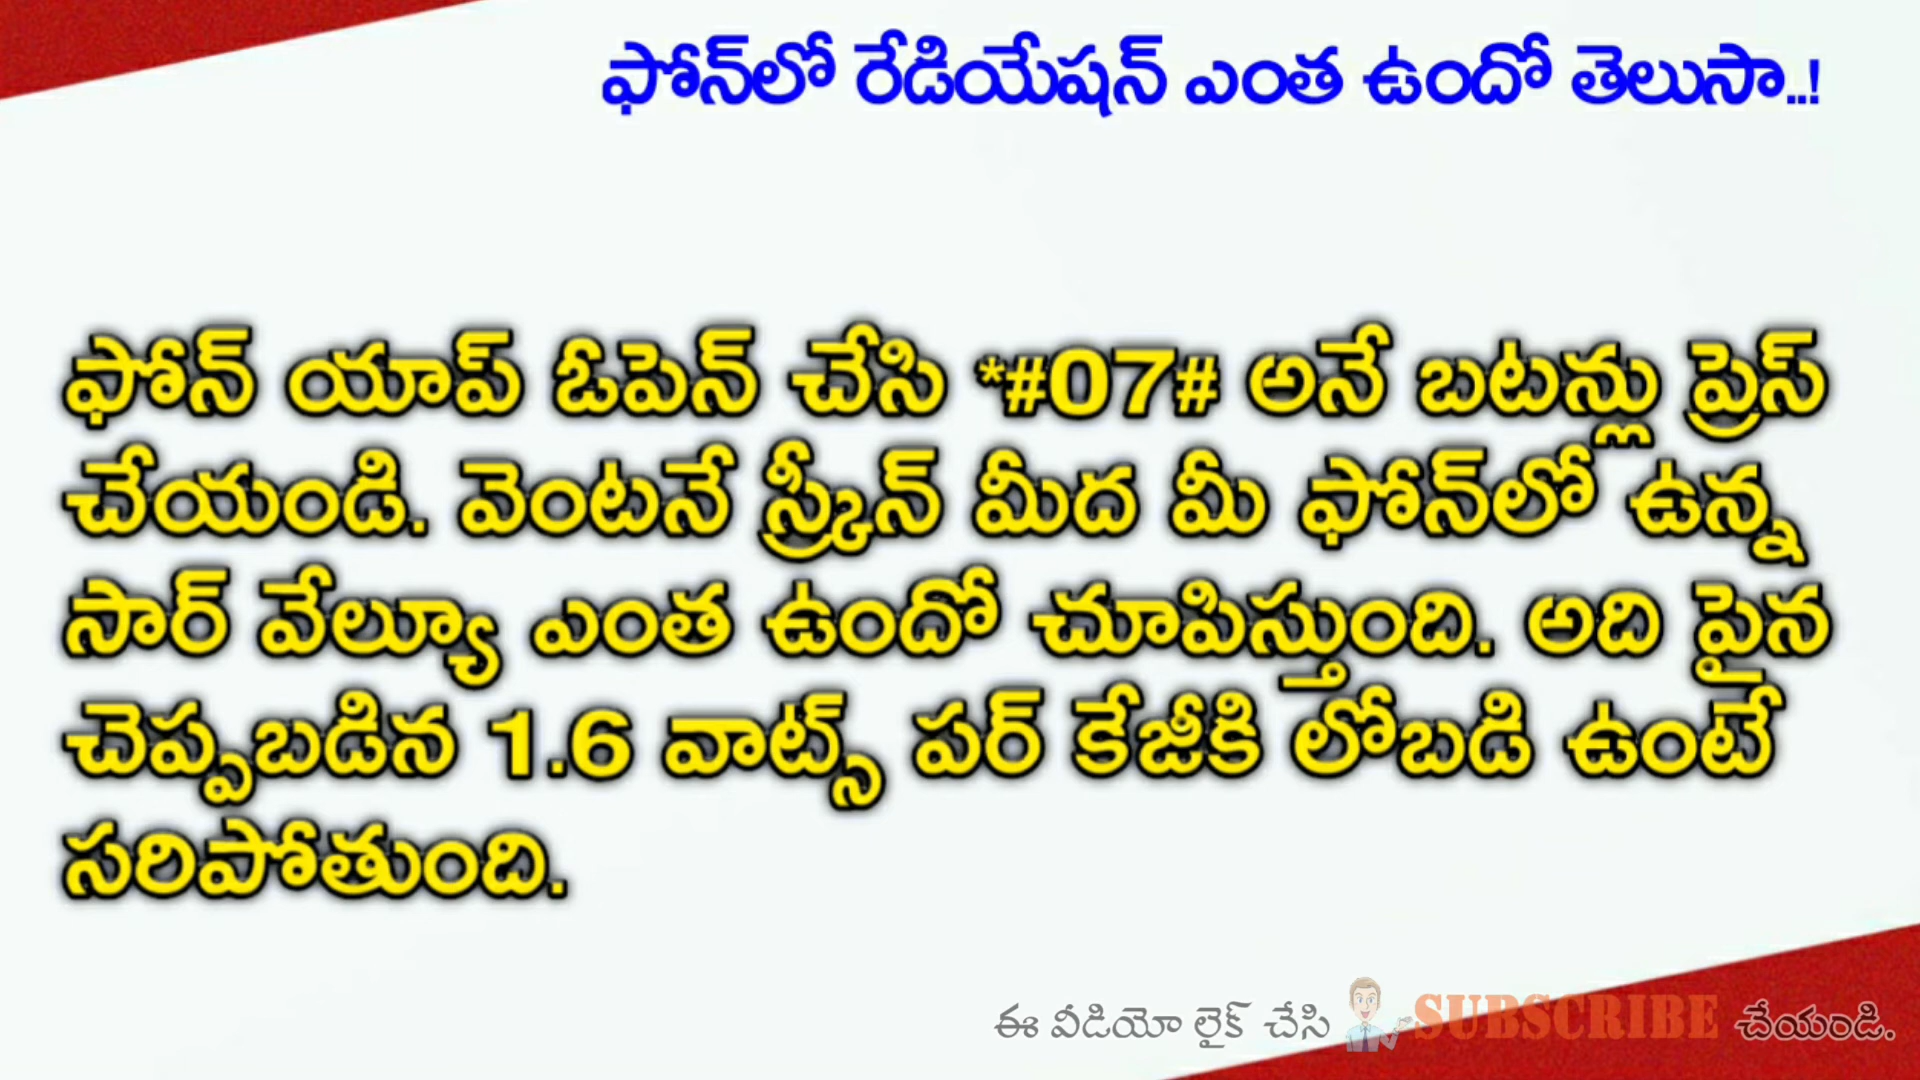 ఫోన్‌లో రేడియేషన్ ఎంత ఉందో తెలుసా..!
ఫోన్ యాప్ ఓపెన్ చేసి *#07# అనే బటన్లు ప్రెస్
చేయండి. వెంటనే స్క్రీన్ మీద మీ ఫోన్‌లో ఉన్న
సార్ వేల్యూ ఎంత ఉందో చూపిస్తుంది. అది పైన
చెప్పబడిన 1.6 వాట్స్ పర్ కేజీకి లోబడి ఉంటే
సరిపోతుంది.
ఈ వీడియో లైక్ చేసి SUBSCRIBE చేయండి.